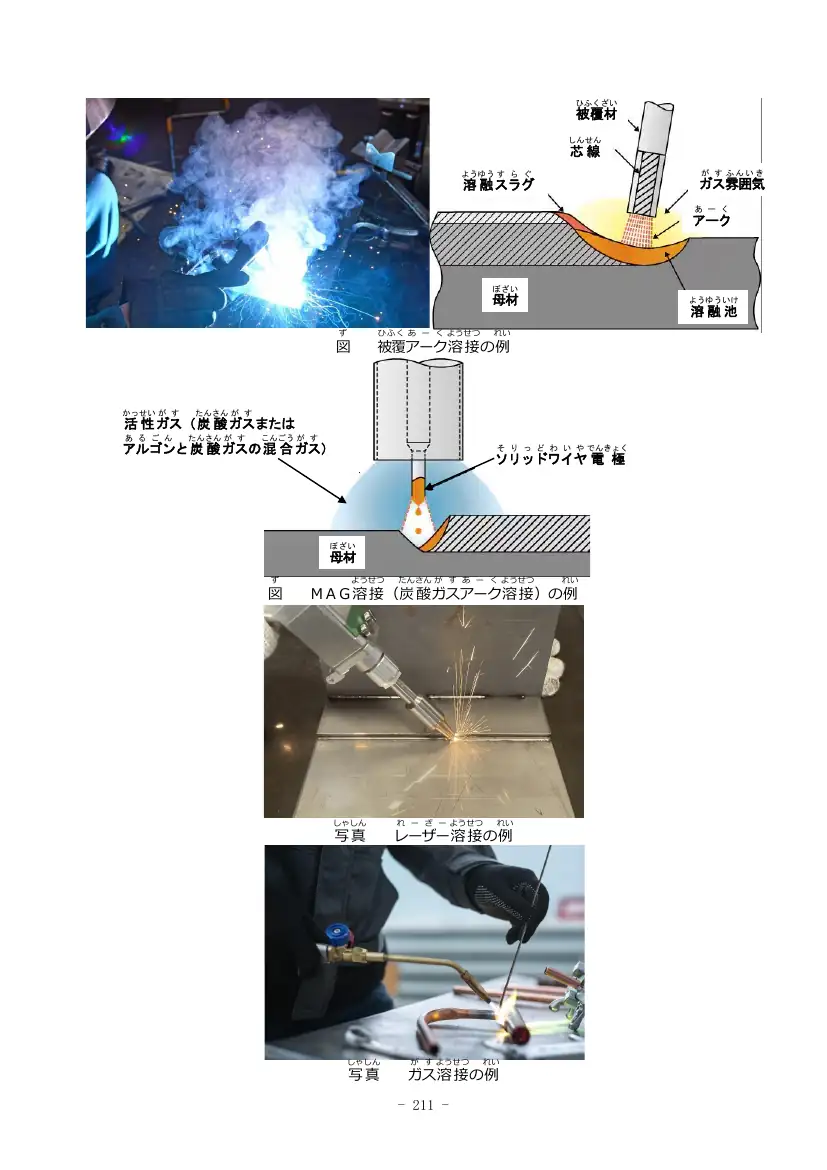 ひふくざい
被覆材
しんせん
芯線
ようゆうすらぐ
溶融スラグ
がすふんいき
ガス雰囲気
あーく
アーク
ぼざい
母材
ようゆういけ
溶融池
ず ひふくあーくようせつ れい
図 被覆アーク溶接の例
かっせいがす たんさんがす
活性ガス（炭酸ガスまたは
あるごん たんさんがす こんごうがす
アルゴンと炭酸ガスの混合ガス）
そりっどわいやでんきょく
ソリッドワイヤ電極
ぼざい
母材
ず ようせつ たんさんがすあーくようせつ れい
図 ＭＡＧ溶接（炭酸ガスアーク溶接）の例
しゃしん れーざーようせつ れい
写真 レーザー溶接の例
しゃしん がすようせつ れい
写真 ガス溶接の例
- 211 -